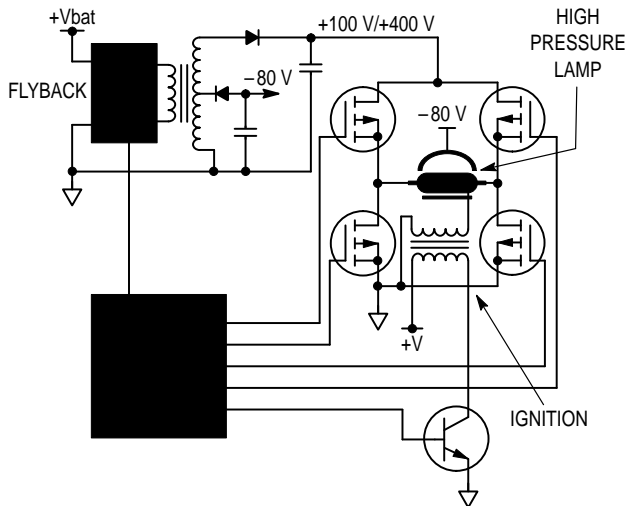 +Vbat
FLYBACK
+100 V/+400 V
–80 V
HIGH
PRESSURE
LAMP
–80 V
+V
IGNITION